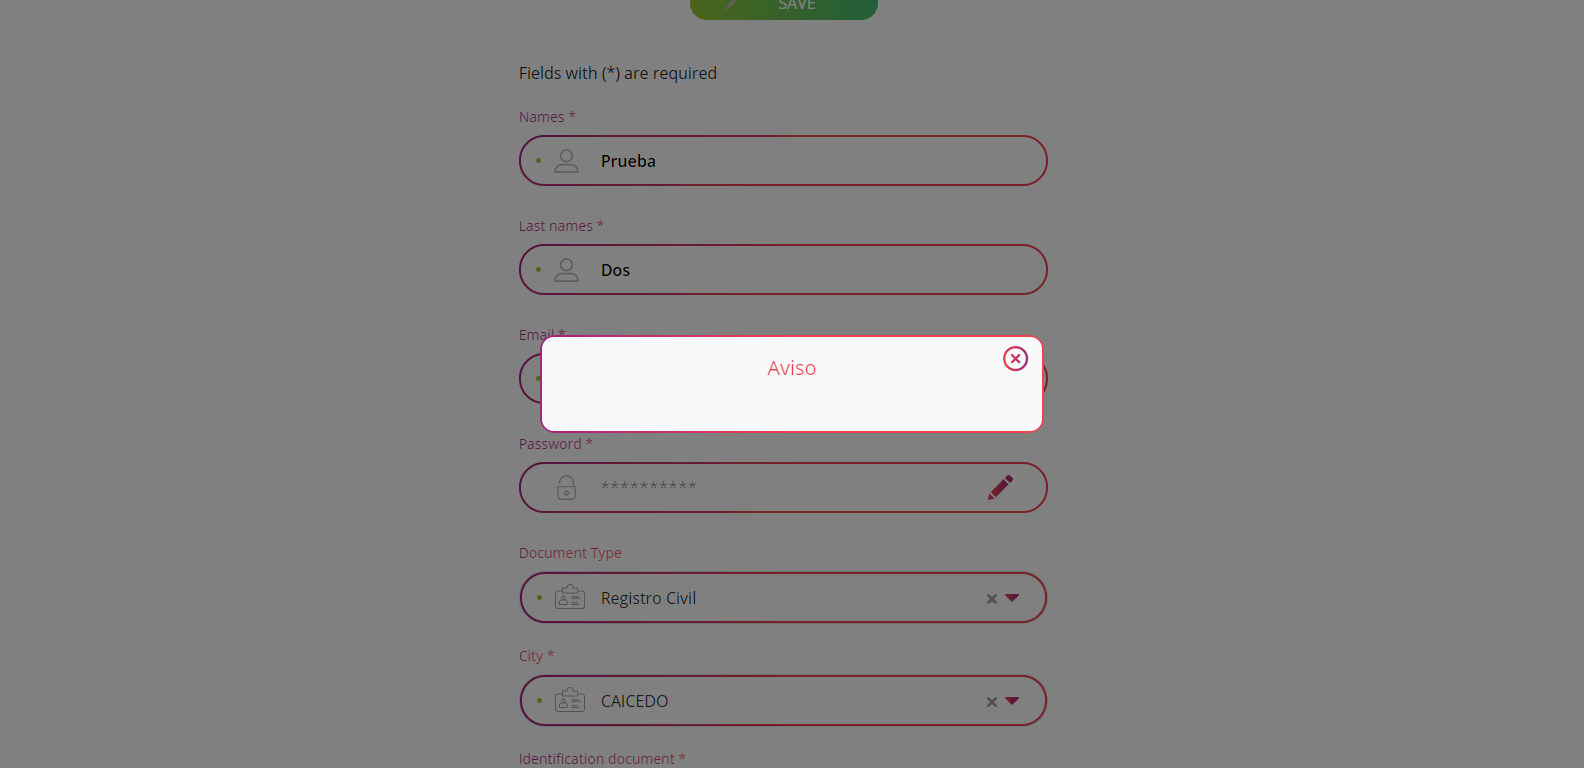 SAVE
Fields with (*) are required
Names *
Prueba
Last names *
Dos
Email *
Aviso
Password *
**********
Document Type
Registro Civil
City *
CAICEDO
Identification document *